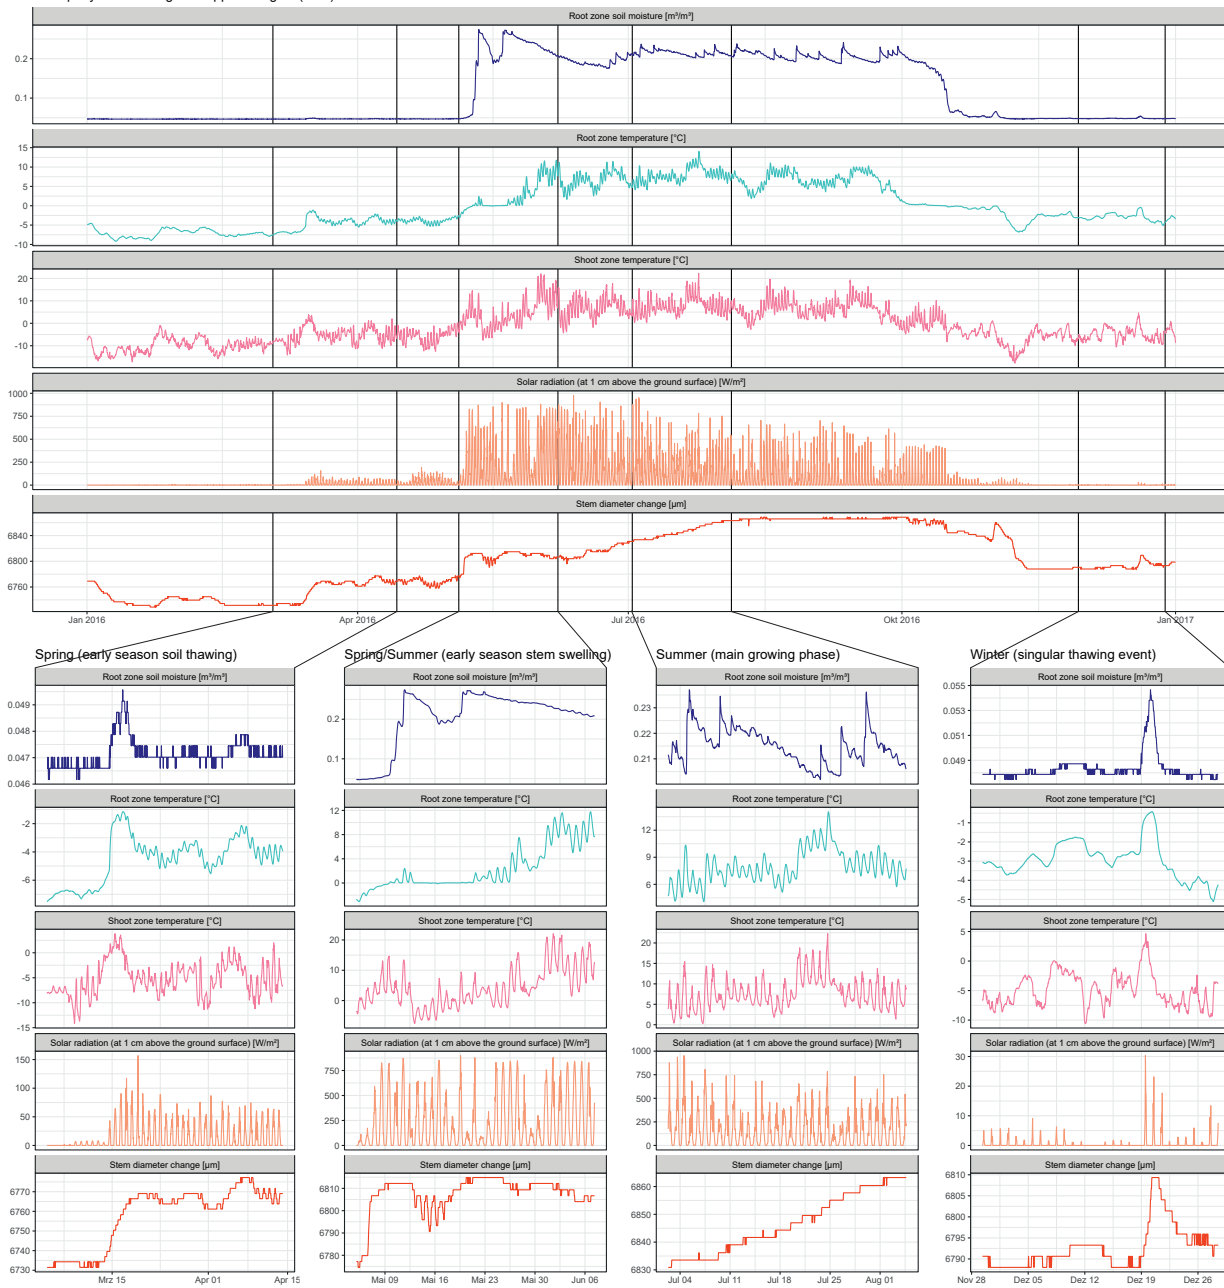 Root zone soil moisture [m³/m³]
0.2
0.1
Root zone temperature [°C]
15
10
5
0
-5
-10
Shoot zone temperature [°C]
20
10
0
-10
Solar radiation (at 1 cm above the ground surface) [W/m²]
1000
750
500
250
0
Stem diameter change [µm]
6840
6800
6760
Jan 2016 Apr 2016 Jul 2016 Okt 2016 Jan 2017
Spring (early season soil thawing)
Root zone soil moisture [m³/m³]
0.049
0.048
0.047
0.046
Root zone temperature [°C]
-2
-4
-6
Shoot zone temperature [°C]
0
-5
-10
-15
Solar radiation (at 1 cm above the ground surface) [W/m²]
150
100
50
0
Stem diameter change [µm]
6770
6760
6750
6740
6730
Mrz 15 Apr 01 Apr 15
Spring/Summer (early season stem swelling)
Root zone soil moisture [m³/m³]
0.2
0.1
Root zone temperature [°C]
12
8
4
0
Shoot zone temperature [°C]
20
10
0
Solar radiation (at 1 cm above the ground surface) [W/m²]
750
500
250
0
Stem diameter change [µm]
6810
6800
6790
6780
Mai 09 Mai 16 Mai 23 Mai 30 Jun 06
Summer (main growing phase)
Root zone soil moisture [m³/m³]
0.23
0.22
0.21
Root zone temperature [°C]
12
9
6
Shoot zone temperature [°C]
20
15
10
5
0
Solar radiation (at 1 cm above the ground surface) [W/m²]
1000
750
500
250
0
Stem diameter change [µm]
6860
6850
6840
6830
Jul 04 Jul 11 Jul 18 Jul 25 Aug 01
Winter (singular thawing event)
Root zone soil moisture [m³/m³]
0.055
0.053
0.051
0.049
Root zone temperature [°C]
-1
-2
-3
-4
-5
Shoot zone temperature [°C]
5
0
-5
-10
Solar radiation (at 1 cm above the ground surface) [W/m²]
30
20
10
0
Stem diameter change [µm]
6810
6805
6800
6795
6790
Nov 28 Dez 05 Dez 12 Dez 19 Dez 26